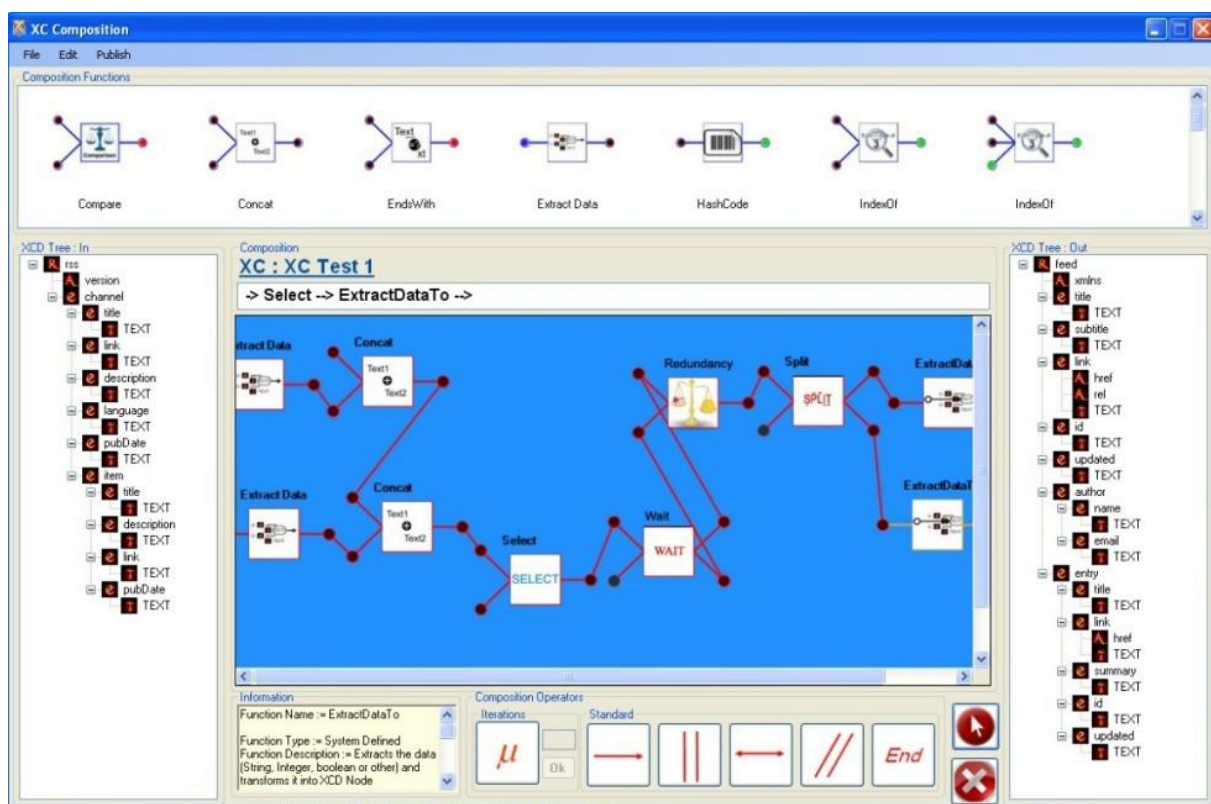 XC Composition
File Edit Publish
Composition Functions
Compare Concat EndsWith Extract Data HashCode IndexOf IndexOf
XCD Tree : In
rss
version
channel
title
TEXT
link
TEXT
description
TEXT
language
TEXT
pubDate
TEXT
item
title
TEXT
description
TEXT
link
TEXT
pubDate
TEXT
Composition
XC : XC Test 1
-> Select --> ExtractDataTo -->
tract Data
Concat
Text1
Text2
Redundancy
Split
SPLIT
ExtractDat
Extract Data
Concat
Text1
Text2
Select
SELECT
Wait
WAIT
ExtractDataT
XCD Tree : Out
feed
xmlns
title
TEXT
subtitle
TEXT
link
href
rel
TEXT
id
TEXT
updated
TEXT
author
name
TEXT
email
TEXT
entry
title
TEXT
link
href
TEXT
summary
TEXT
id
TEXT
updated
TEXT
Information
Function Name := ExtractDataTo
Function Type := System Defined
Function Description := Extracts the data
(String, Integer, boolean or other) and
transforms it into XCD Node
Composition Operators
Iterations
μ
Ok
Standard
End